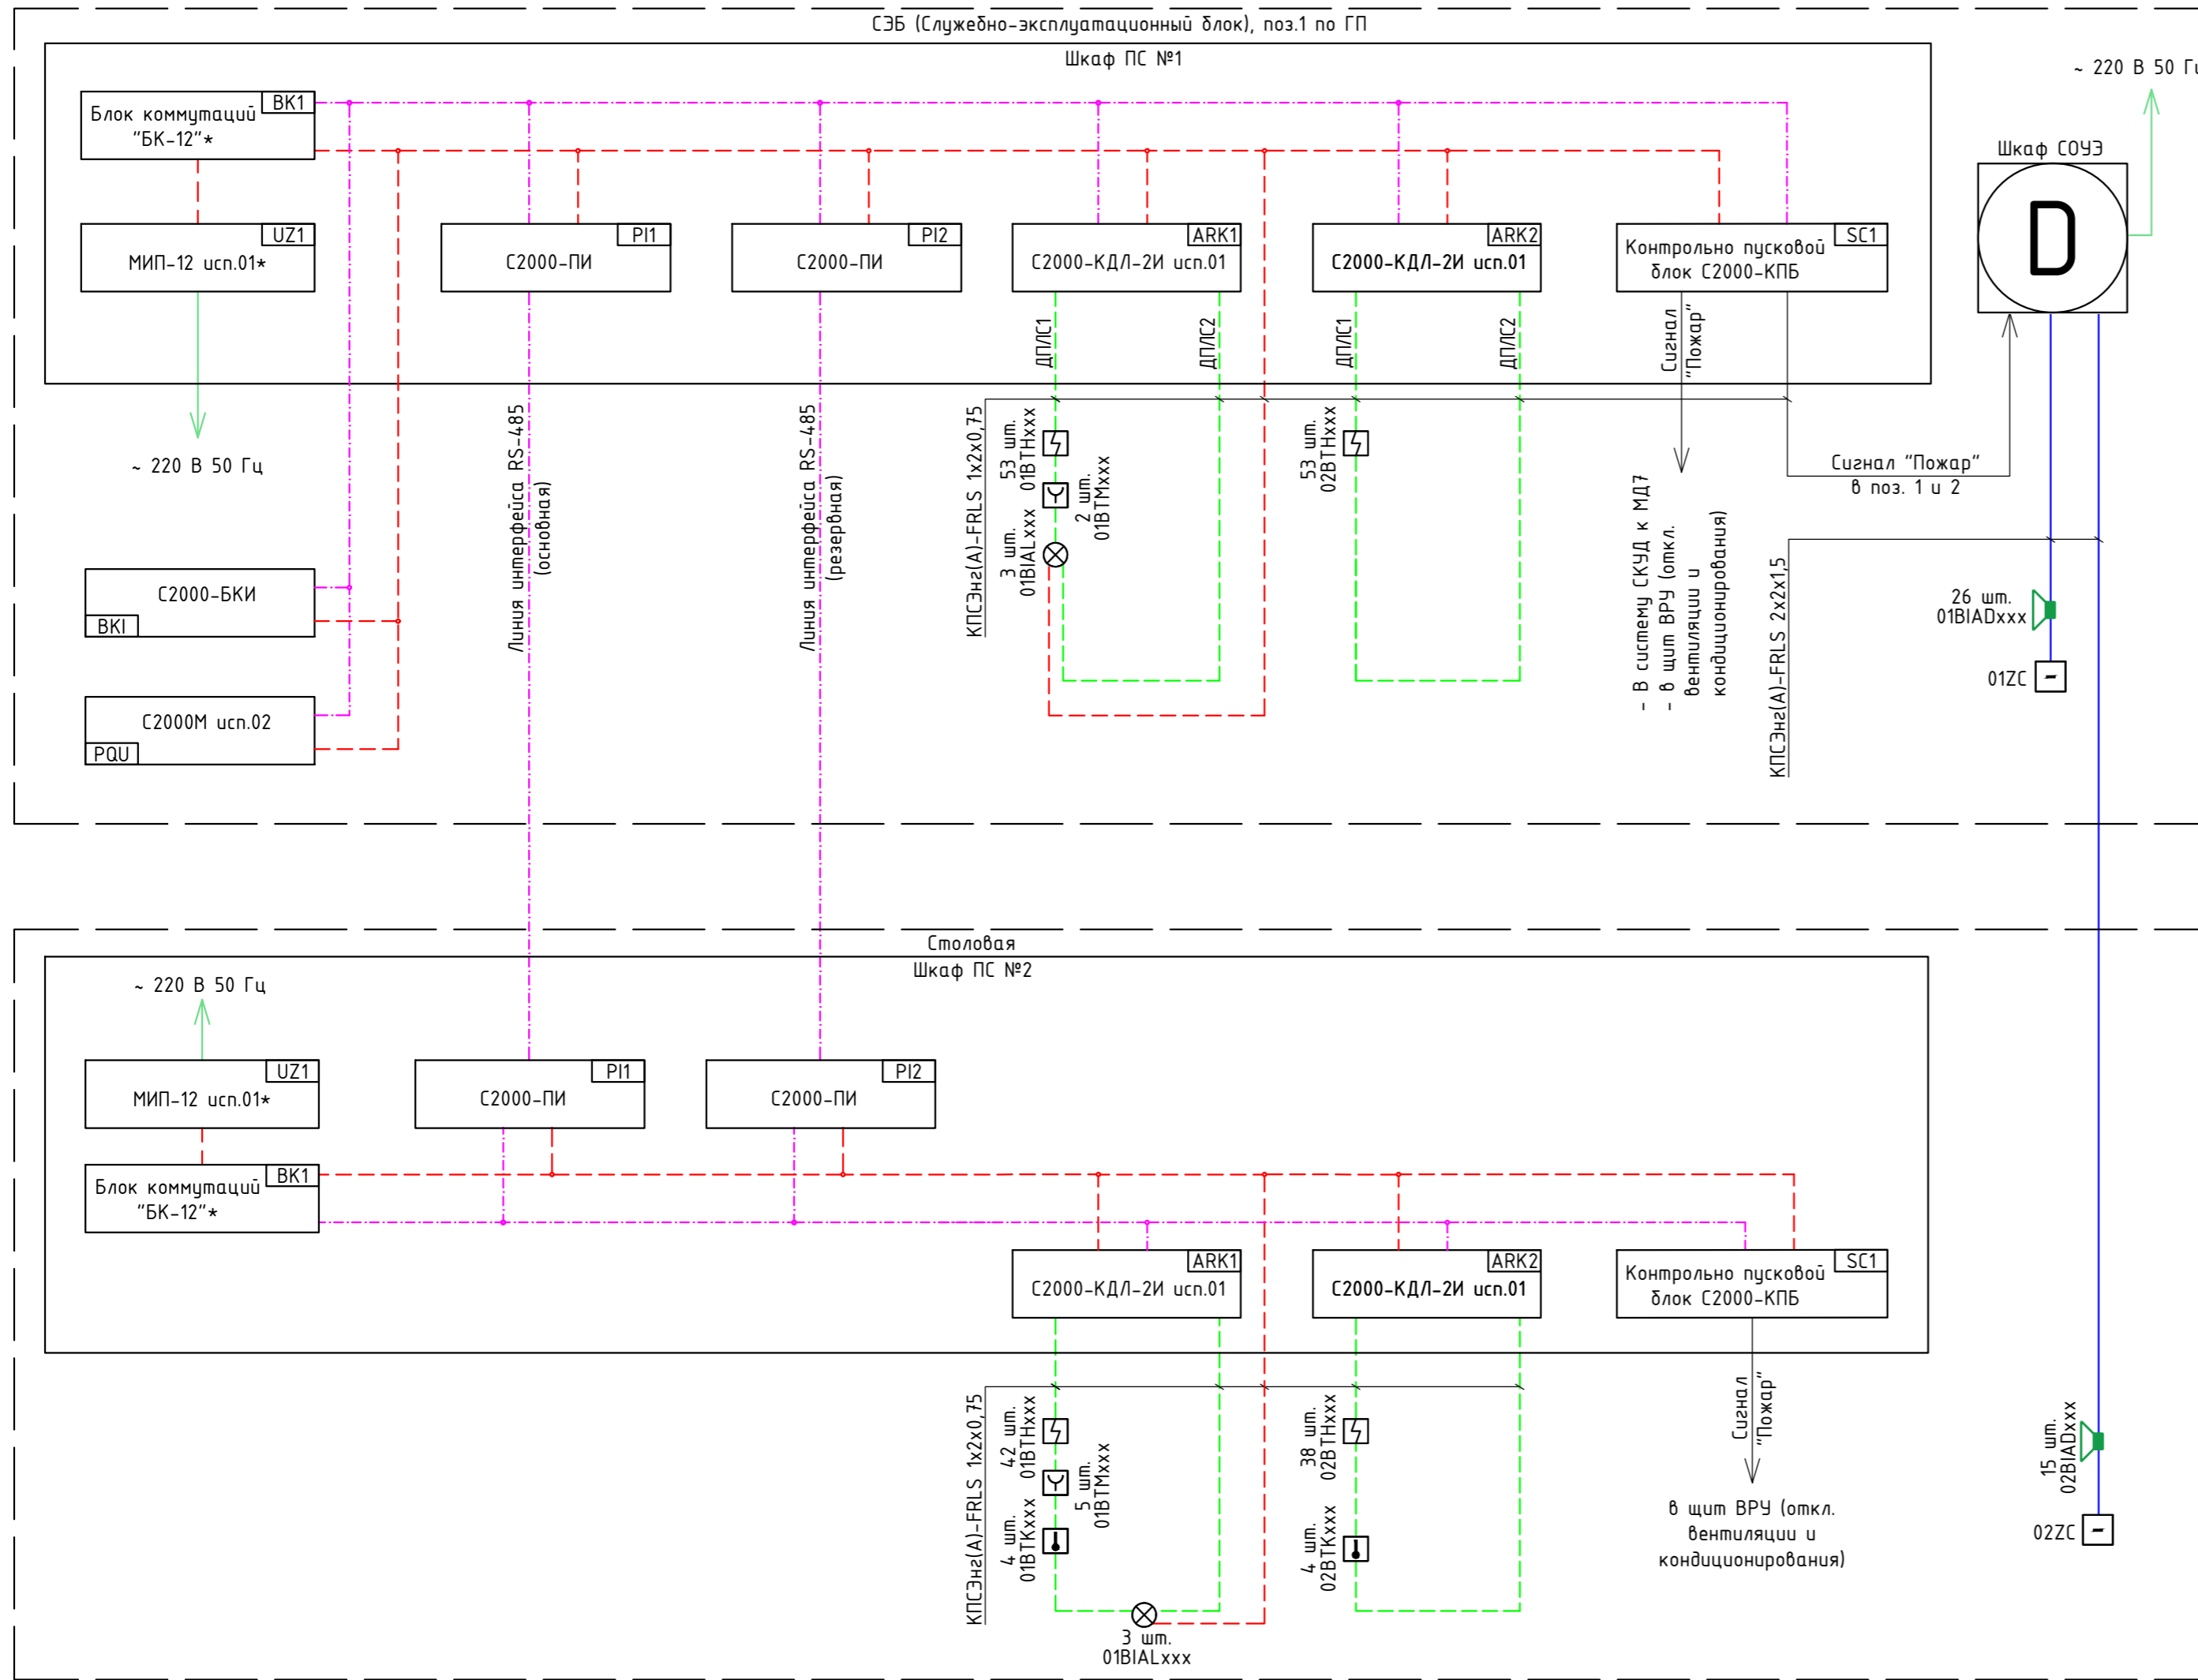 СЭБ (Служебно-эксплуатационный блок), поз.1 по ГП
Шкаф ПС №1
~ 220 В 50 Гц
Блок коммутаций
"БК-12"*
BK1
Шкаф СОУЭ
D
UZ1
МИП-12 исп.01*
PI1
С2000-ПИ
PI2
С2000-ПИ
ARK1
С2000-КДЛ-2И исп.01
ARK2
С2000-КДЛ-2И исп.01
SC1
Контрольно пусковой
блок С2000-КПБ
ДПЛС1
ДПЛС2
ДПЛС1
ДПЛС2
Сигнал
"Пожар"
~ 220 В 50 Гц
Линия интерфейса RS-485
(основная)
Линия интерфейса RS-485
(резервная)
КПСЭнг(А)-FRLS 1x2x0,75
53 шт.
01BTHxxx
2 шт.
01BTMxxx
3 шт.
01BIALxxx
53 шт.
02BTHxxx
- В систему СКУД к МД7
- в щит ВРУ (откл.
вентиляции и
кондиционирования)
Сигнал "Пожар"
в поз. 1 и 2
КПСЭнг(А)-FRLS 2x2x1,5
26 шт.
01BIADxxx
01ZC
С2000-БКИ
BKI
С2000М исп.02
PQU
Столовая
Шкаф ПС №2
~ 220 В 50 Гц
UZ1
МИП-12 исп.01*
PI1
С2000-ПИ
PI2
С2000-ПИ
BK1
Блок коммутаций
"БК-12"*
ARK1
С2000-КДЛ-2И исп.01
ARK2
С2000-КДЛ-2И исп.01
SC1
Контрольно пусковой
блок С2000-КПБ
КПСЭнг(А)-FRLS 1x2x0,75
42 шт.
01BTHxxx
5 шт.
01BTMxxx
4 шт.
01BTKxxx
3 шт.
01BIALxxx
38 шт.
02BTHxxx
4 шт.
02BTKxxx
Сигнал
"Пожар"
в щит ВРУ (откл.
вентиляции и
кондиционирования)
15 шт.
02BIADxxx
02ZC